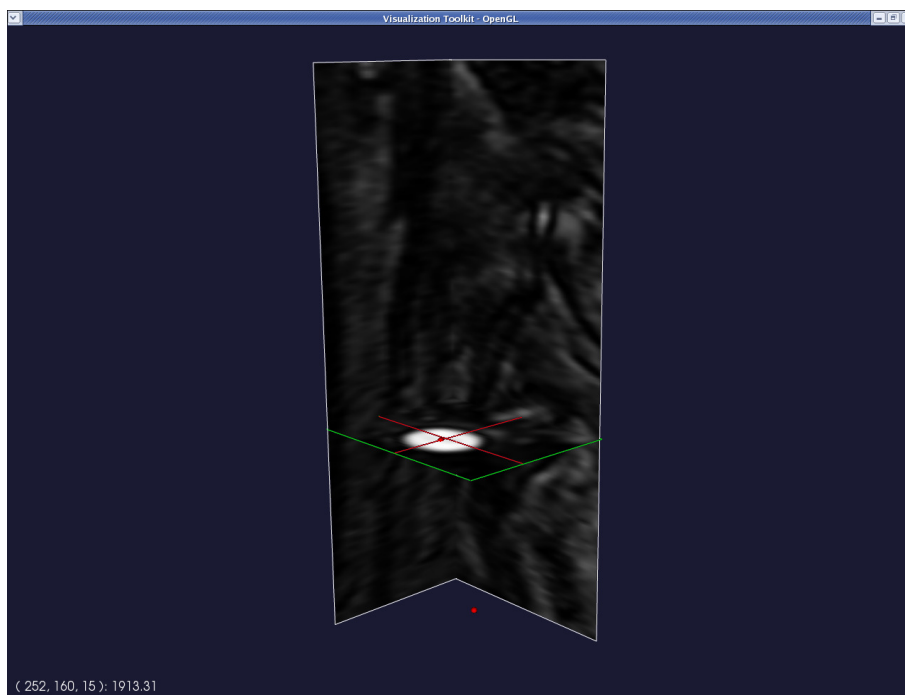 Visualization Toolkit - OpenGL
( 252, 160, 15 ): 1913.31